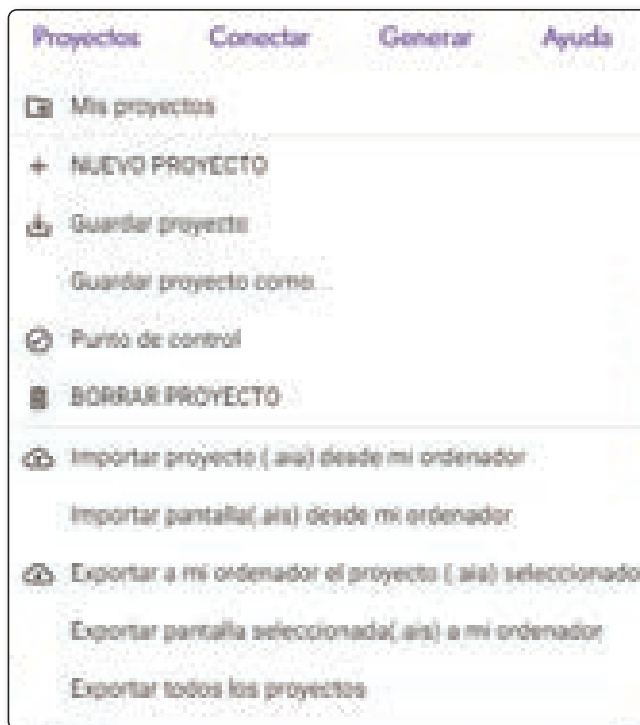 Proyectos Conectar Generar Ayuda
Mis proyectos
NUEVO PROYECTO
Guardar proyecto
Guardar proyecto como...
Punto de control
BORRAR PROYECTO
Importar proyecto (.aia) desde mi ordenador
Importar pantalla(.ais) desde mi ordenador
Exportar a mi ordenador el proyecto (.aia) seleccionado
Exportar pantalla seleccionada(.ais) a mi ordenador
Exportar todos los proyectos